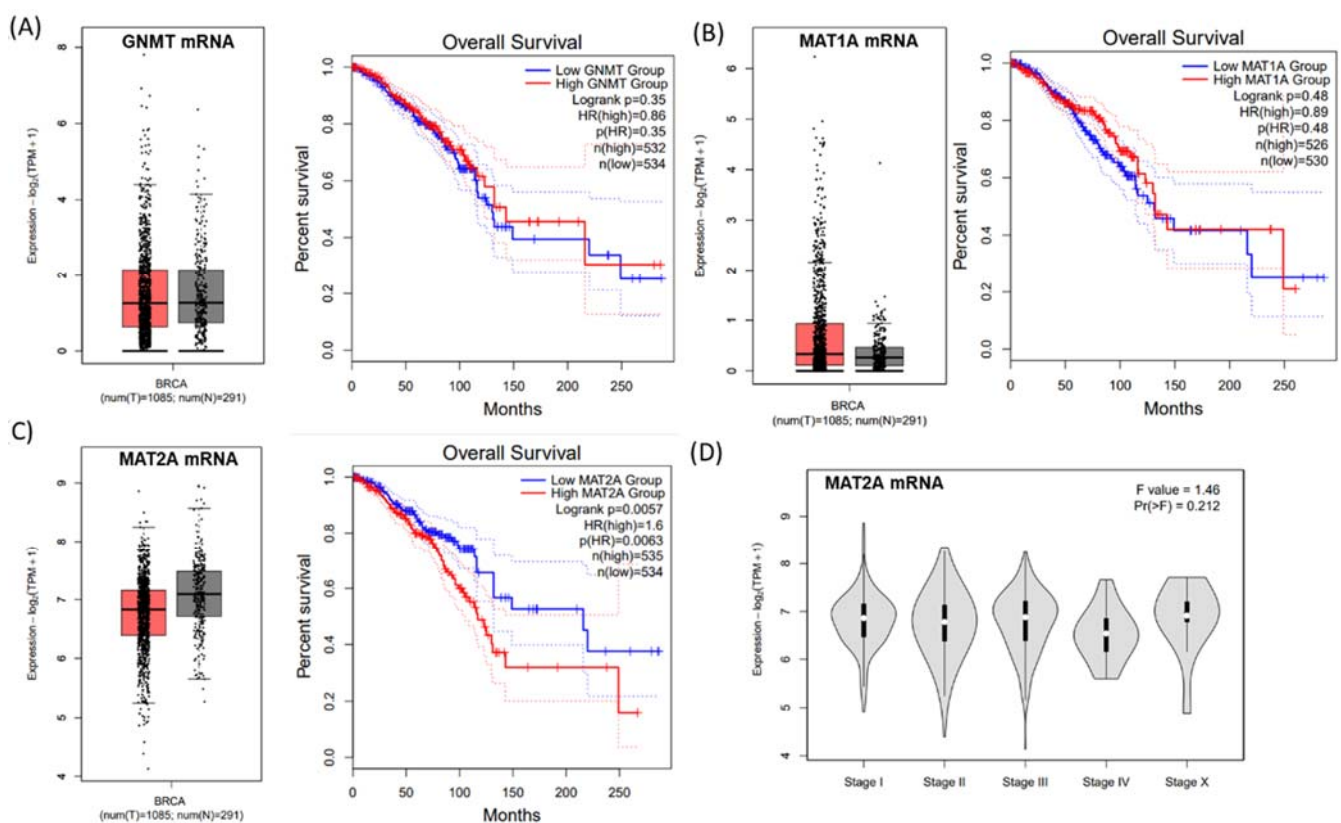 (A)
GNMT mRNA
Expression – log₂(TPM + 1)
8
6
4
2
0
BRCA
(num(T)=1085; num(N)=291)
Overall Survival
Low GNMT Group
High GNMT Group
Logrank p=0.35
HR(high)=0.86
p(HR)=0.35
n(high)=532
n(low)=534
Percent survival
1.0
0.8
0.6
0.4
0.2
0.0
0 50 100 150 200 250
Months
(B)
MAT1A mRNA
Expression – log₂(TPM + 1)
6
5
4
3
2
1
0
BRCA
(num(T)=1085; num(N)=291)
Overall Survival
Low MAT1A Group
High MAT1A Group
Logrank p=0.48
HR(high)=0.89
p(HR)=0.48
n(high)=526
n(low)=530
Percent survival
1.0
0.8
0.6
0.4
0.2
0.0
0 50 100 150 200 250
Months
C)
MAT2A mRNA
Expression – log₂(TPM + 1)
9
8
7
6
5
4
BRCA
(num(T)=1085; num(N)=291)
Overall Survival
Low MAT2A Group
High MAT2A Group
Logrank p=0.0057
HR(high)=1.6
p(HR)=0.0063
n(high)=535
n(low)=534
Percent survival
1.0
0.8
0.6
0.4
0.2
0.0
0 50 100 150 200 250
Months
(D)
MAT2A mRNA
F value = 1.46
Pr(>F) = 0.212
Expression – log₂(TPM + 1)
9
8
7
6
5
4
Stage I Stage II Stage III Stage IV Stage X